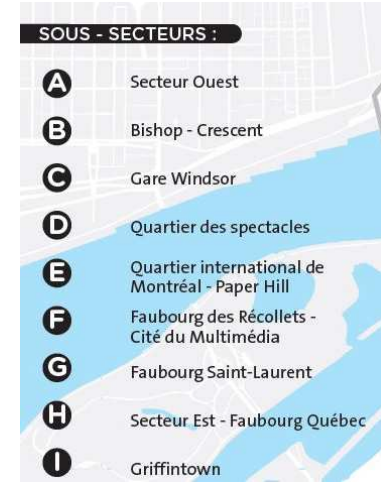 SOUS - SECTEURS :
A Secteur Ouest
B Bishop - Crescent
C Gare Windsor
D Quartier des spectacles
E Quartier international de
Montréal - Paper Hill
F Faubourg des Récollets -
Cité du Multimédia
G Faubourg Saint-Laurent
H Secteur Est - Faubourg Québec
I Griffintown